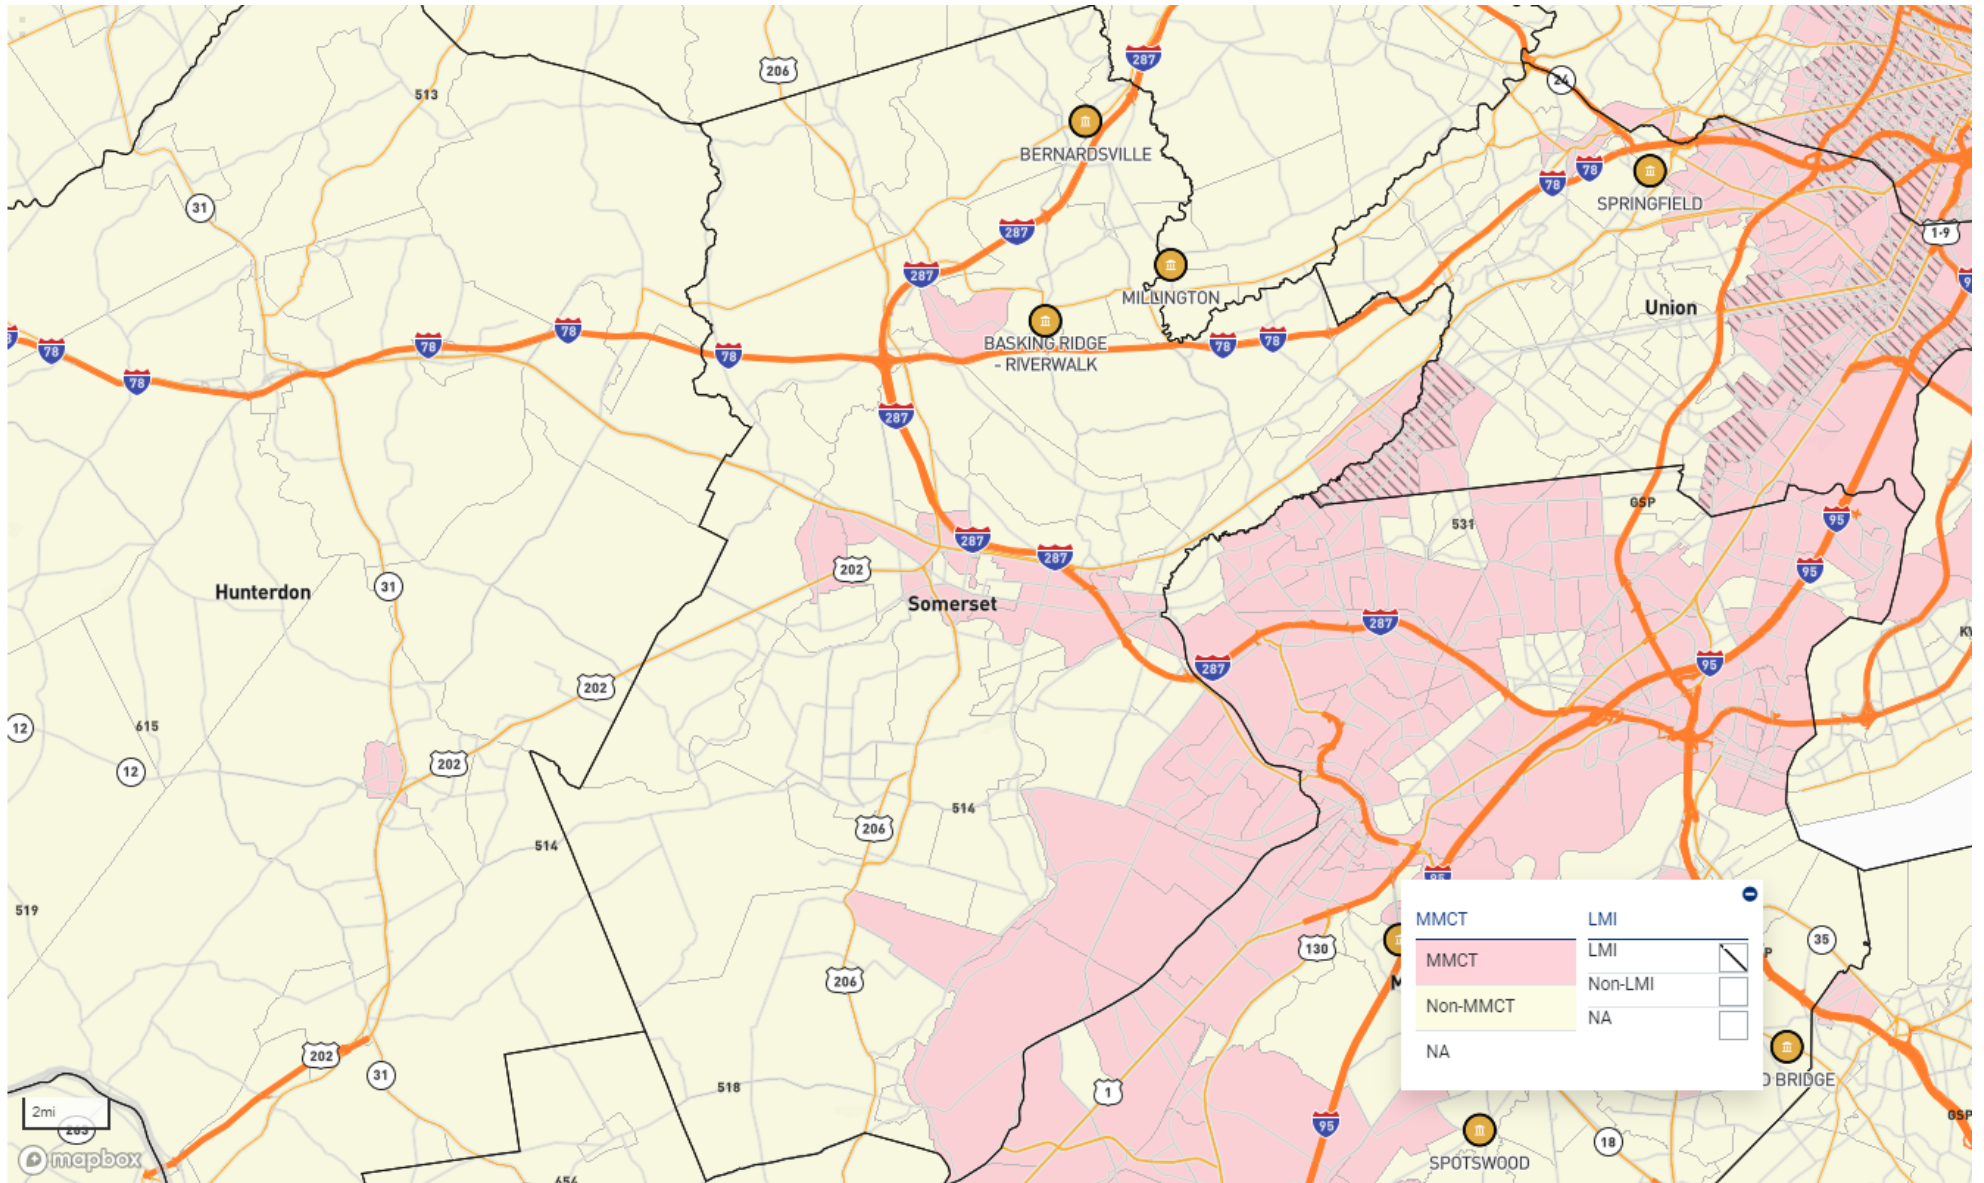 287
24
206
513
BERNARDSVILLE
78
78
SPRINGFIELD
31
1-9
287
287
MILLINGTON
Union
78
BASKING RIDGE
- RIVERWALK
78
78
78
78
78
78
287
GSP
531
95
287
287
202
95
31
Hunterdon
Somerset
287
287
95
202
12
615
202
12
514
206
514
95
519
MMCT
LMI
MMCT
LMI
Non-LMI
Non-MMCT
NA
NA
35
130
206
202
31
518
1
BRIDGE
2mi
263
95
GSP
18
mapbox
SPOTSWOOD